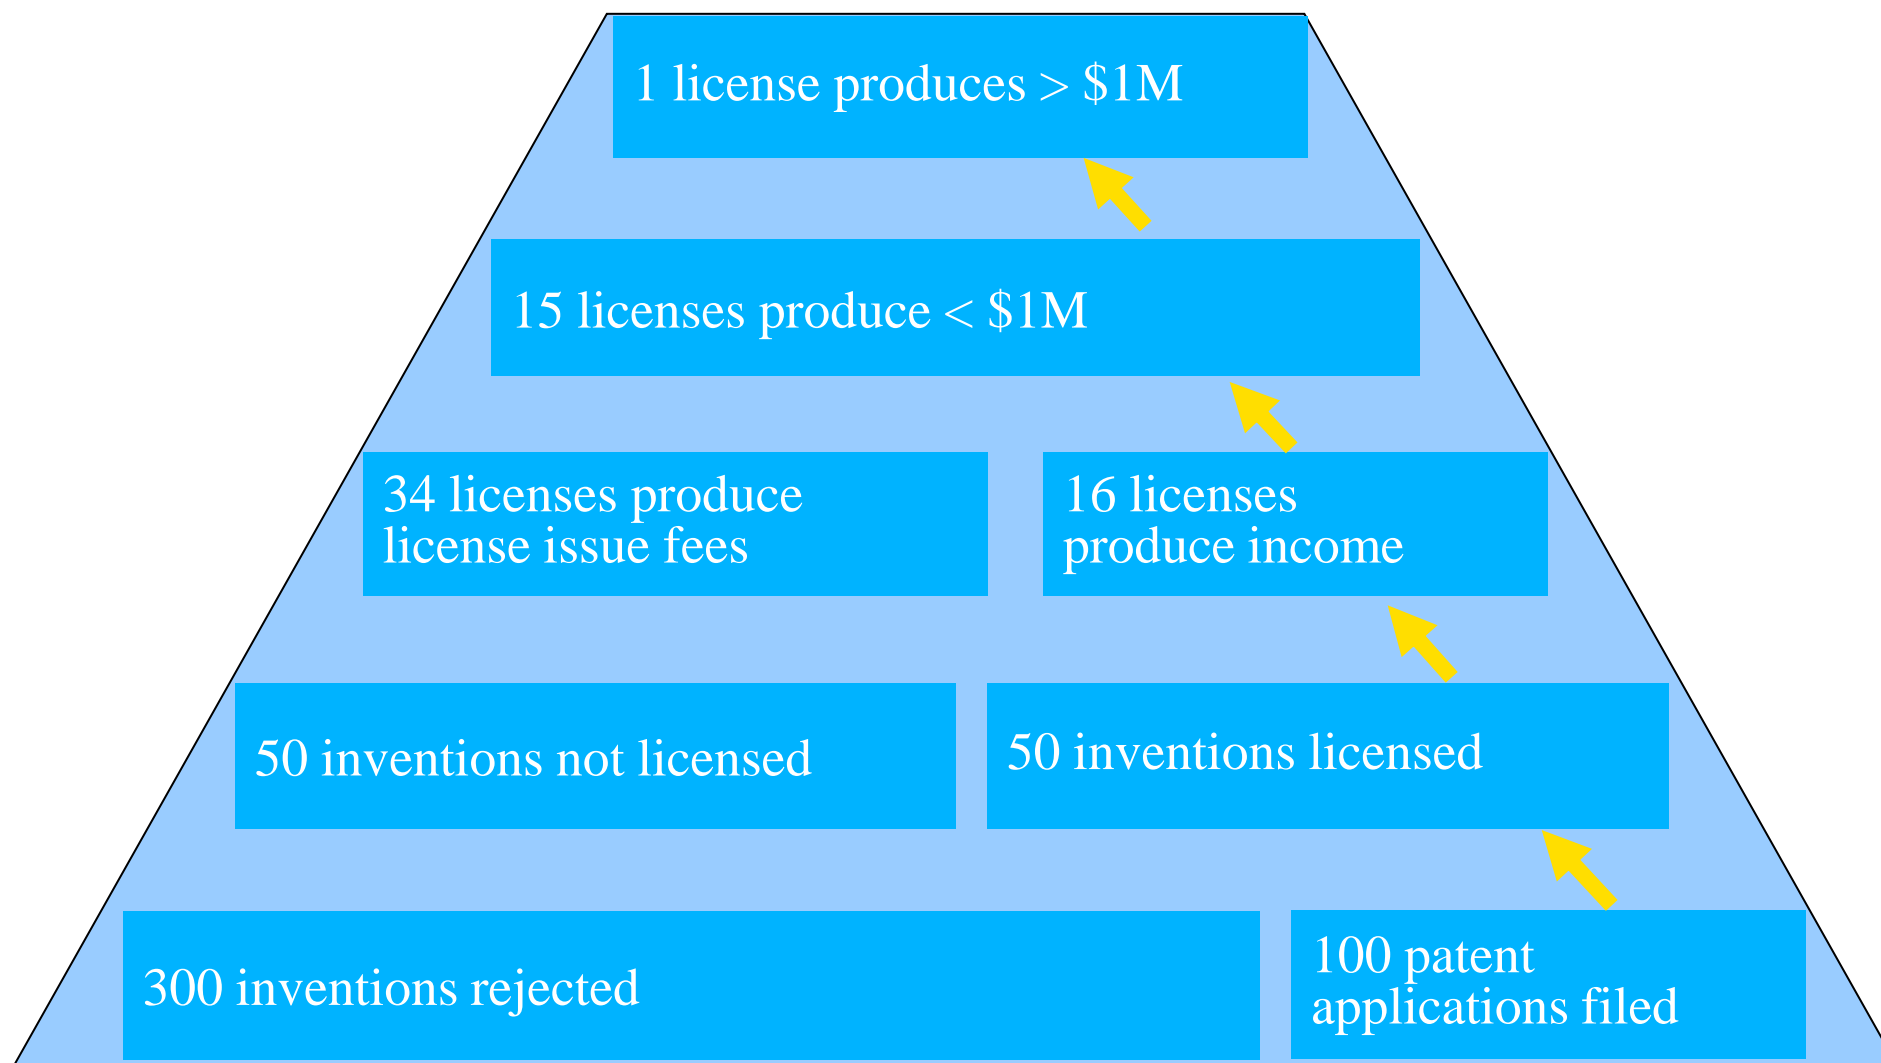 1 license produces > $1M
15 licenses produce < $1M
34 licenses produce
license issue fees
16 licenses
produce income
50 inventions not licensed
50 inventions licensed
300 inventions rejected
100 patent
applications filed